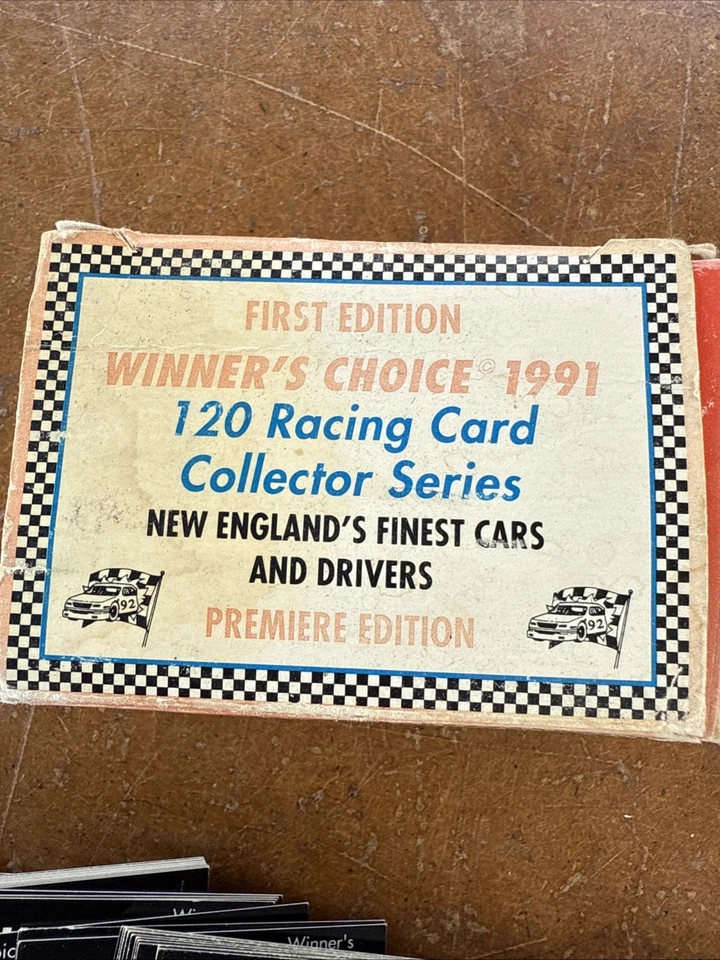 FIRST EDITION
WINNER'S CHOICE © 1991
120 Racing Card
Collector Series
NEW ENGLAND'S FINEST CARS
AND DRIVERS
92
92
PREMIERE EDITION
Winner's